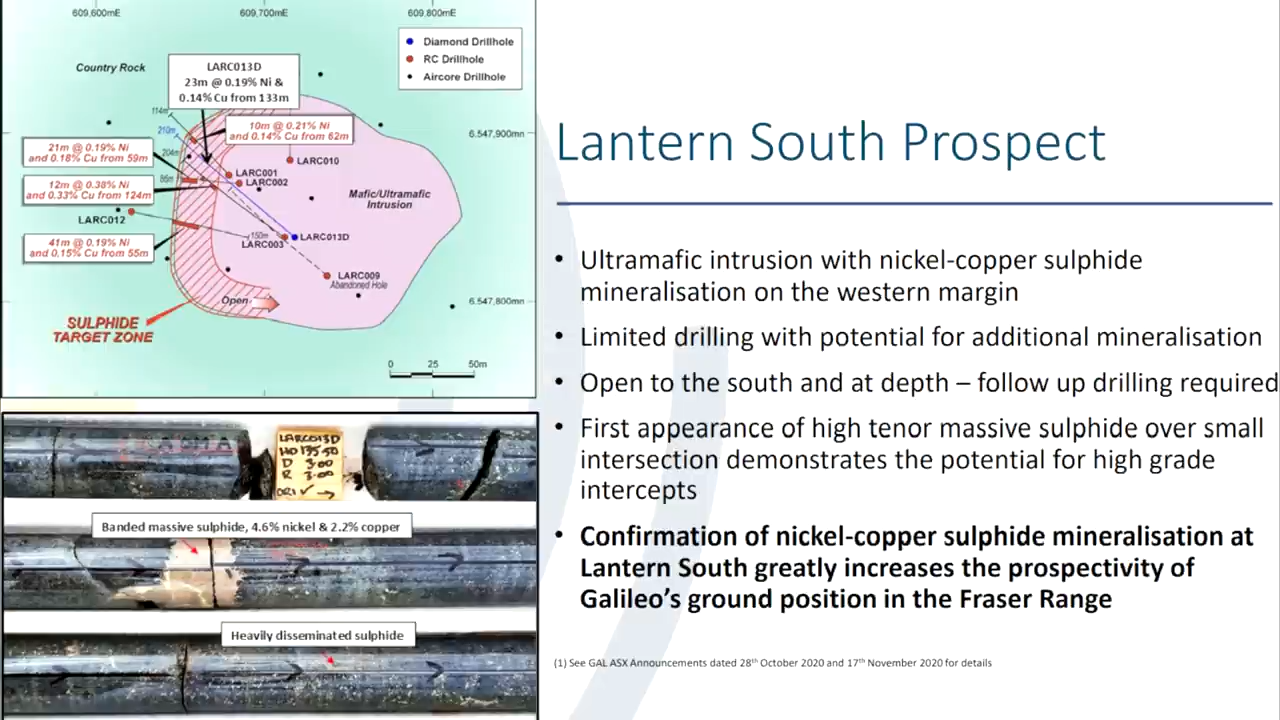 609,600mE
609,700mE
609,800mE
Diamond Drillhole
RC Drillhole
Aircore Drillhole
Country Rock
LARC013D
23m @ 0.19% Ni &
0.14% Cu from 133m
114m
210m
204m
86m
10m @ 0.21% Ni
and 0.14% Cu from 62m
6.547,900mN
21m @ 0.19% Ni
and 0.18% Cu from 59m
LARC010
LARC001
LARC002
12m @ 0.38% Ni
and 0.33% Cu from 124m
Mafic/Ultramafic
Intrusion
LARC012
150m
LARC003
LARC013D
41m @ 0.19% Ni
and 0.15% Cu from 55m
LARC009
Abandoned Hole
Open
6.547,800mN
SULPHIDE
TARGET ZONE
0
25
50m
LARC013D
HO 135.50
D 3.00
R 3.00
ORI ✓ →
Banded massive sulphide, 4.6% nickel & 2.2% copper
Heavily disseminated sulphide
Lantern South Prospect
• Ultramafic intrusion with nickel-copper sulphide
mineralisation on the western margin
• Limited drilling with potential for additional mineralisation
• Open to the south and at depth – follow up drilling required
• First appearance of high tenor massive sulphide over small
intersection demonstrates the potential for high grade
intercepts
• Confirmation of nickel-copper sulphide mineralisation at
Lantern South greatly increases the prospectivity of
Galileo's ground position in the Fraser Range
(1) See GAL ASX Announcements dated 28th October 2020 and 17th November 2020 for details